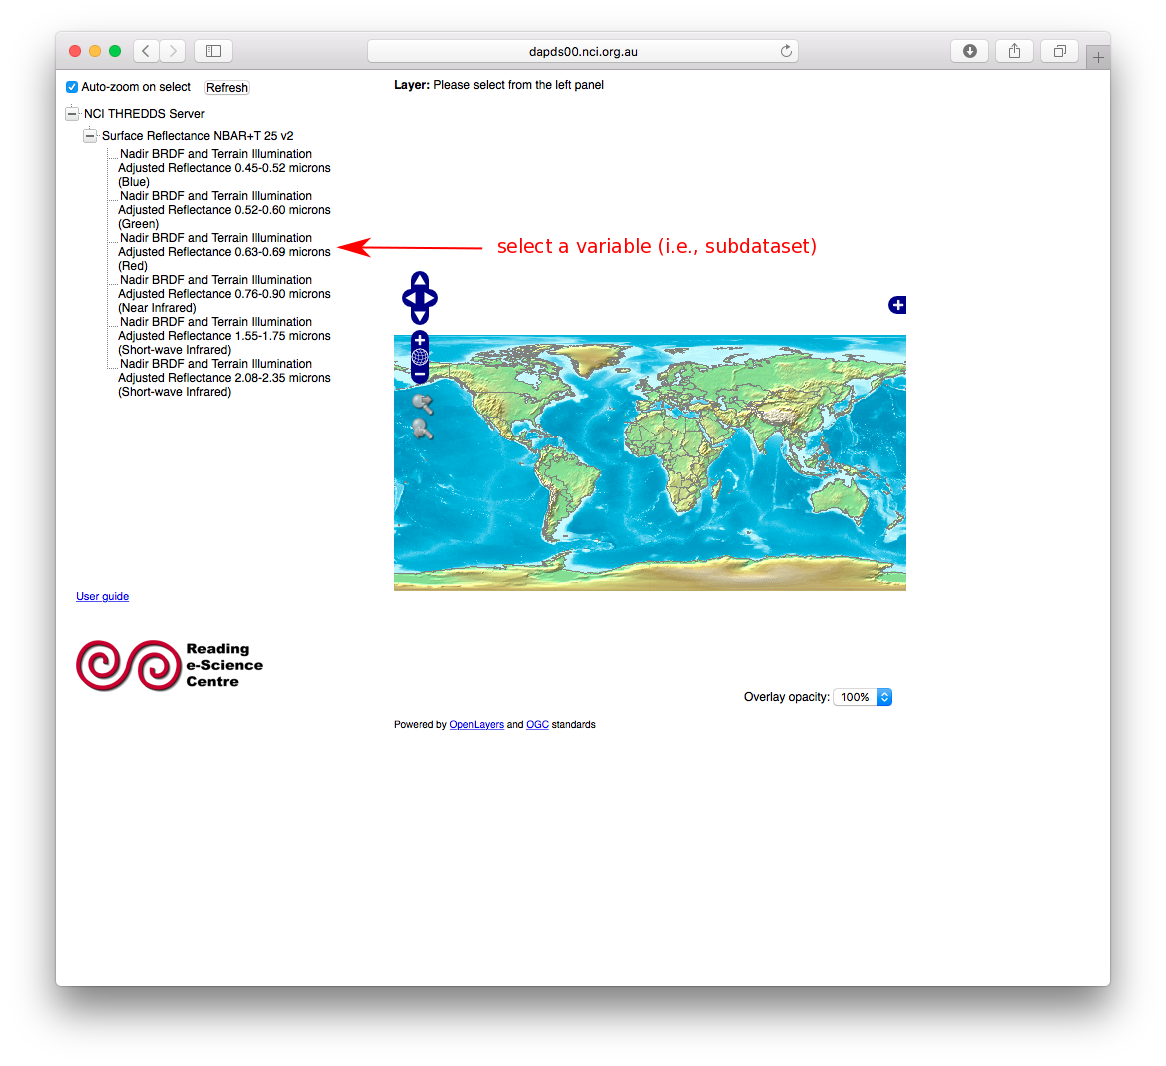 dapds00.nci.org.au
Auto-zoom on select Refresh
Layer: Please select from the left panel
NCI THREDDS Server
Surface Reflectance NBAR+T 25 v2
Nadir BRDF and Terrain Illumination
Adjusted Reflectance 0.45-0.52 microns
(Blue)
Nadir BRDF and Terrain Illumination
Adjusted Reflectance 0.52-0.60 microns
(Green)
Nadir BRDF and Terrain Illumination
Adjusted Reflectance 0.63-0.69 microns
(Red)
Nadir BRDF and Terrain Illumination
Adjusted Reflectance 0.76-0.90 microns
(Near Infrared)
Nadir BRDF and Terrain Illumination
Adjusted Reflectance 1.55-1.75 microns
(Short-wave Infrared)
Nadir BRDF and Terrain Illumination
Adjusted Reflectance 2.08-2.35 microns
(Short-wave Infrared)
select a variable (i.e., subdataset)
User guide
Reading
e-Science
Centre
Overlay opacity: 100%
Powered by OpenLayers and OGC standards